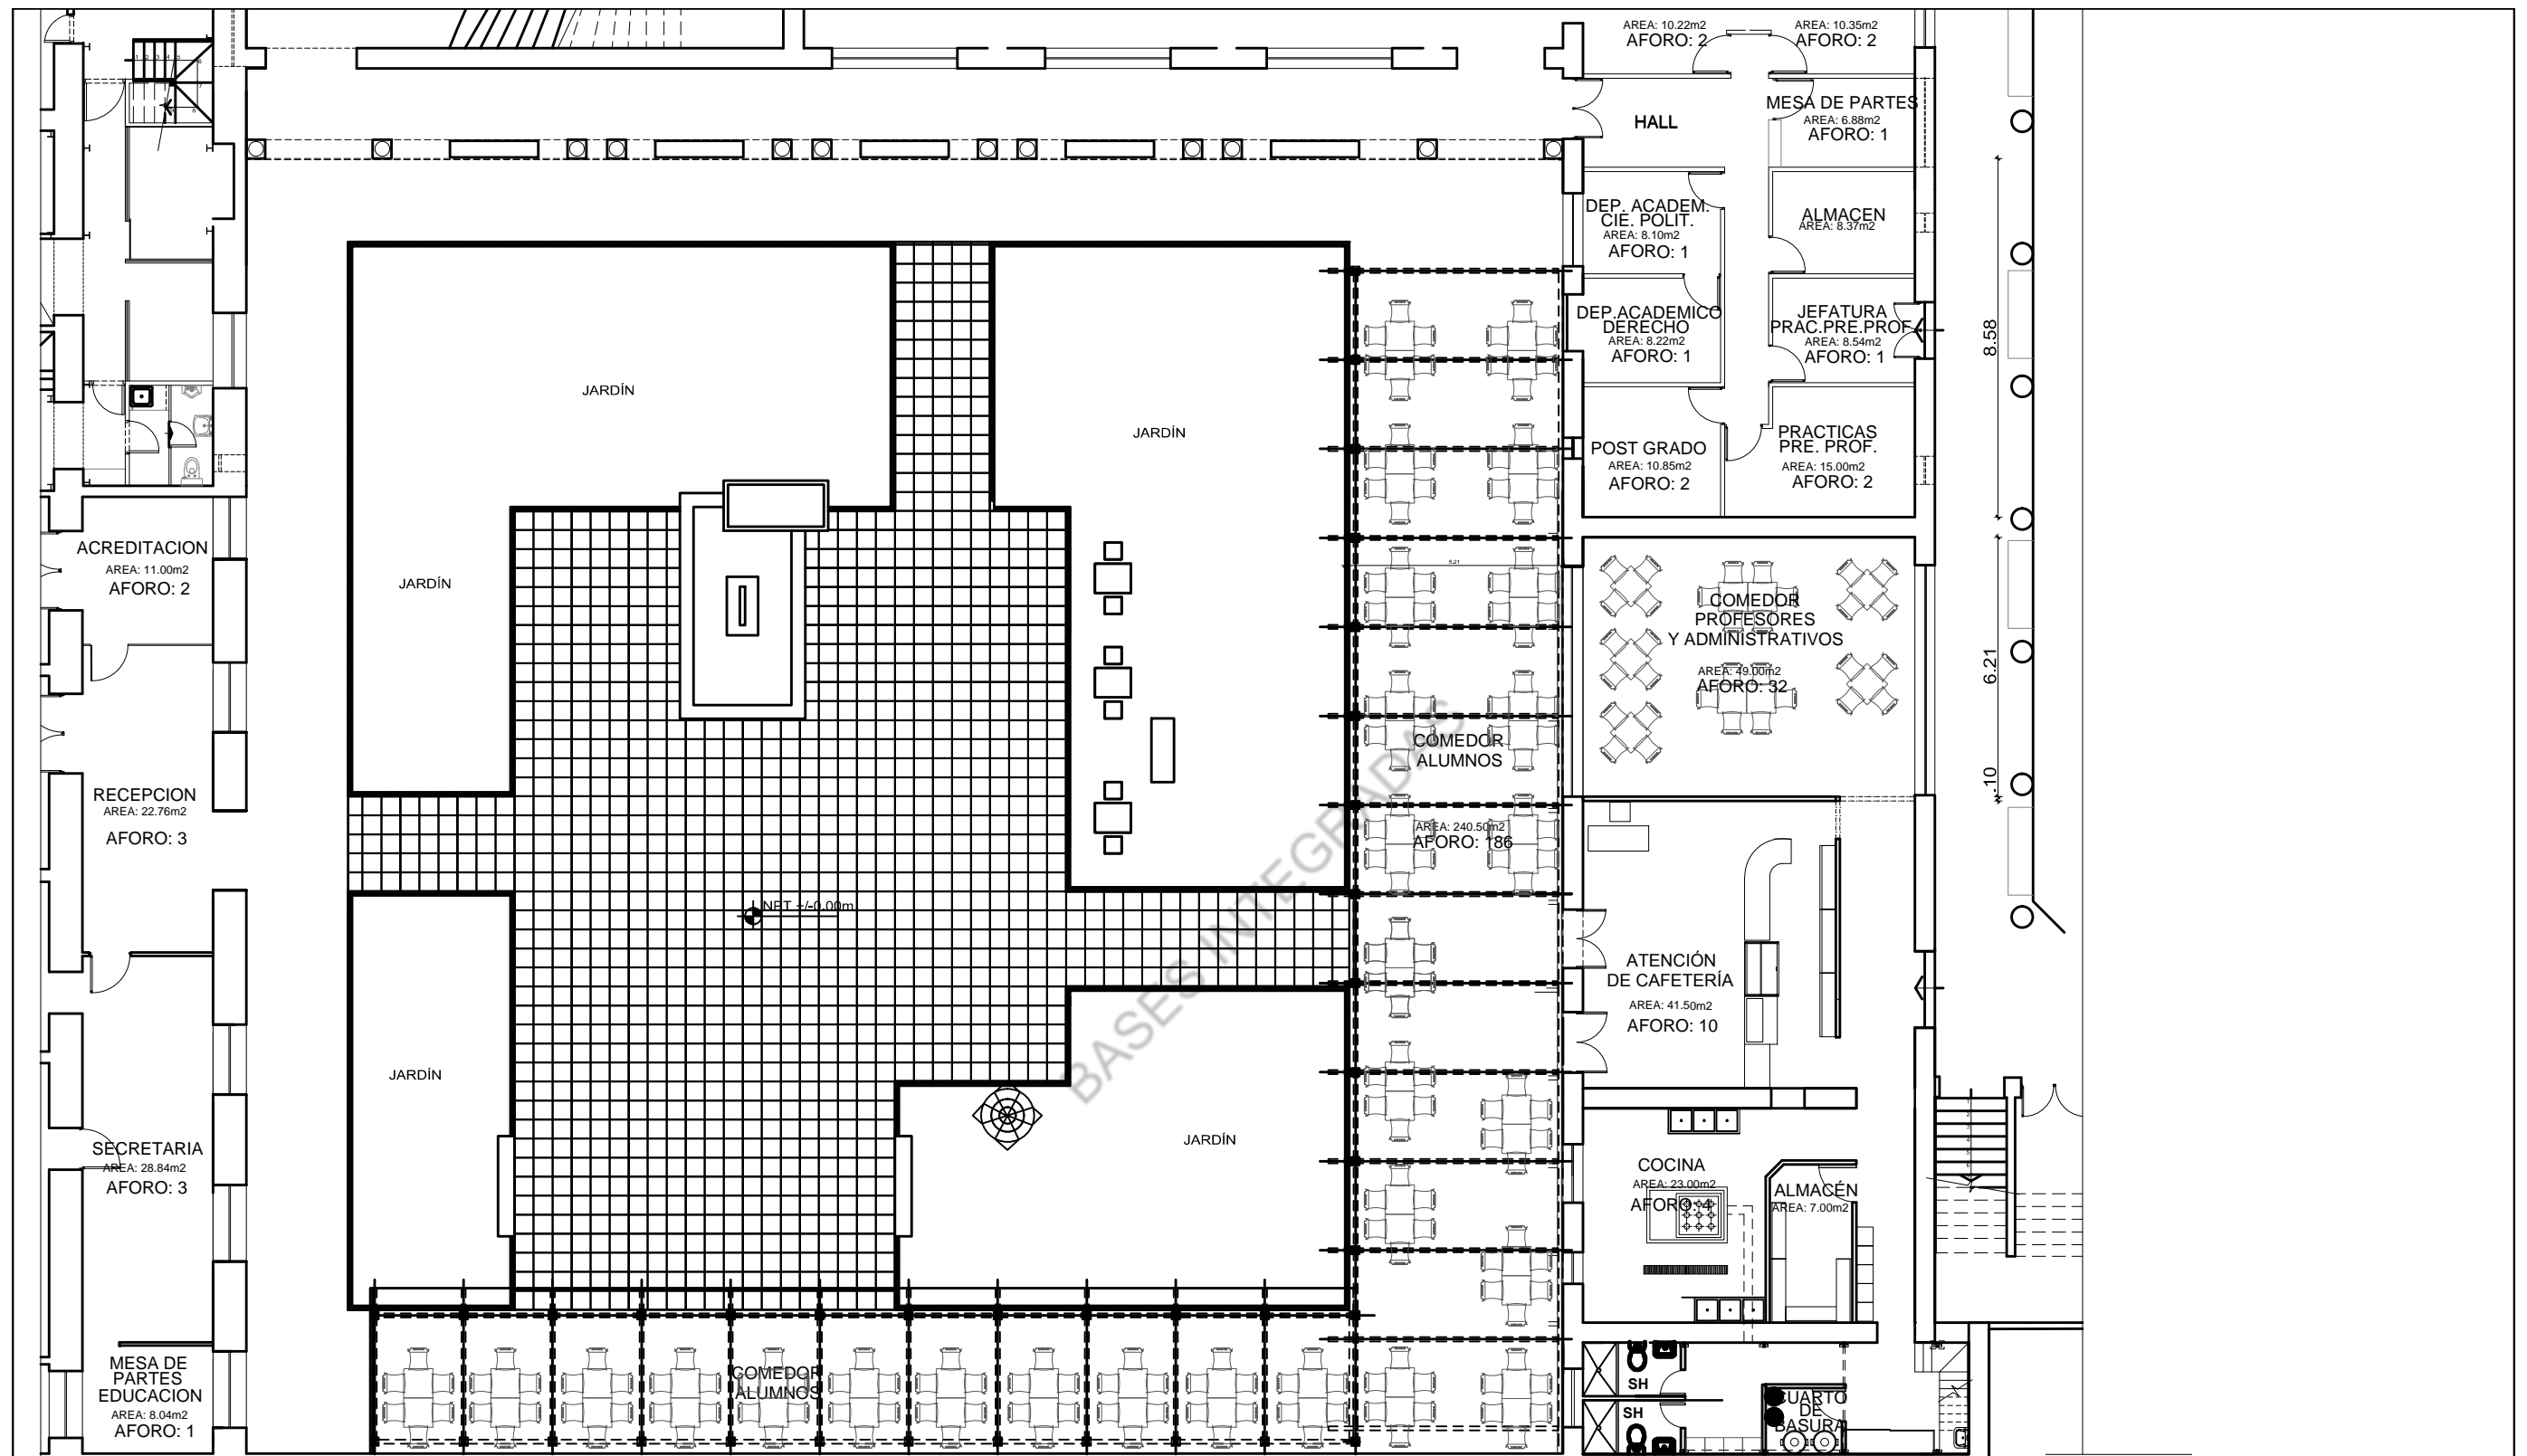 AREA: 10.22m2
AFORO: 2
AREA: 10.35m2
AFORO: 2
HALL
MESA DE PARTES
AREA: 6.88m2
AFORO: 1
DEP. ACADEM.
CIE. POLIT.
AREA: 8.10m2
AFORO: 1
ALMACEN
AREA: 8.37m2
DEP.ACADEMICO
DERECHO
AREA: 8.22m2
AFORO: 1
JEFATURA
PRAC.PRE.PROF.
AREA: 8.54m2
AFORO: 1
8.58
JARDÍN
JARDÍN
POST GRADO
AREA: 10.85m2
AFORO: 2
PRACTICAS
PRE. PROF.
AREA: 15.00m2
AFORO: 2
ACREDITACION
AREA: 11.00m2
AFORO: 2
JARDÍN
5.21
COMEDOR
PROFESORES
Y ADMINISTRATIVOS
AREA: 49.00m2
AFORO: 32
6.21
.10
RECEPCION
AREA: 22.76m2
AFORO: 3
COMEDOR
ALUMNOS
AREA: 240.50m2
AFORO: 186
NPT +/-0.00m
BASES INTEGRADAS
ATENCIÓN
DE CAFETERÍA
AREA: 41.50m2
AFORO: 10
JARDÍN
JARDÍN
SECRETARIA
AREA: 28.84m2
AFORO: 3
COCINA
AREA: 23.00m2
AFORO: 4
ALMACÉN
AREA: 7.00m2
MESA DE
PARTES
EDUCACION
AREA: 8.04m2
AFORO: 1
COMEDOR
ALUMNOS
SH
SH
CUARTO
DE
BASURA